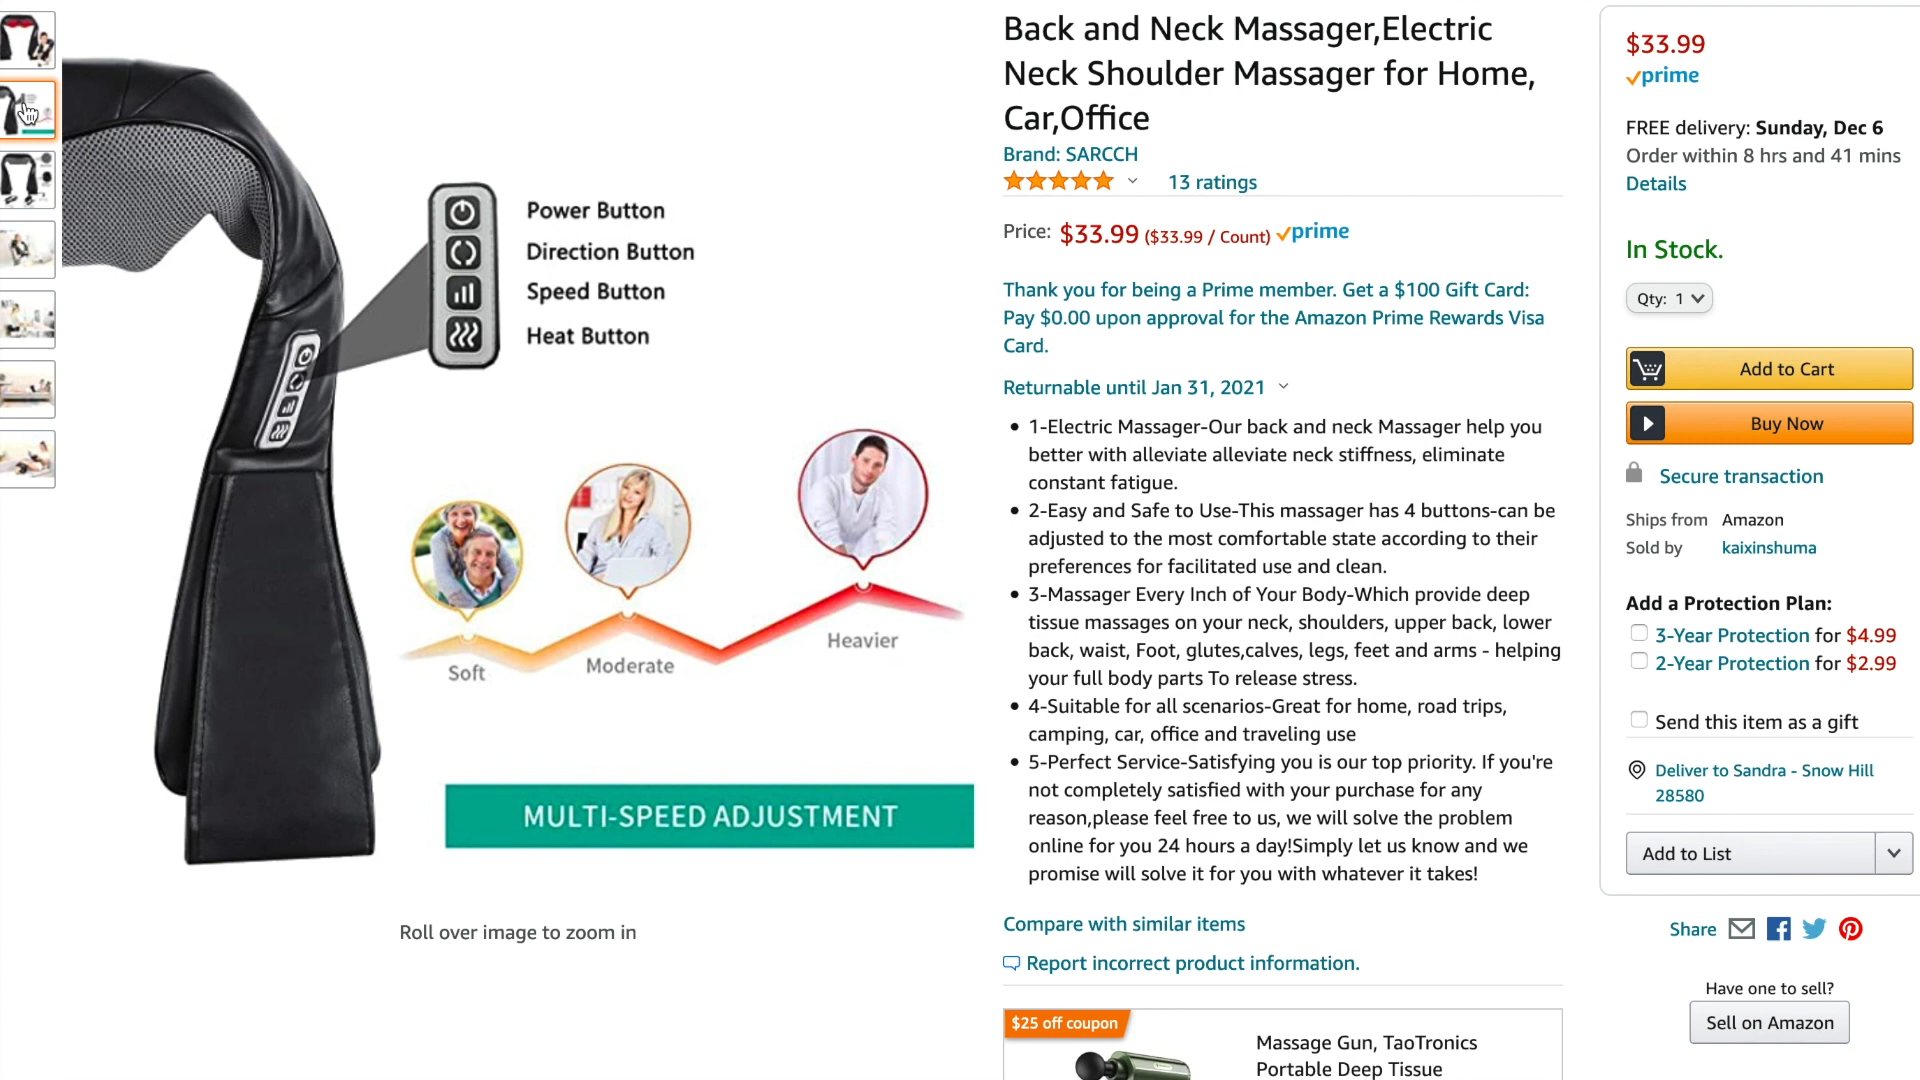 Power Button
Direction Button
Speed Button
Heat Button
Soft
Moderate
Heavier
MULTI-SPEED ADJUSTMENT
Roll over image to zoom in
Back and Neck Massager,Electric
Neck Shoulder Massager for Home,
Car,Office
Brand: SARCCH
13 ratings
Price: $33.99 ($33.99 / Count) prime
Thank you for being a Prime member. Get a $100 Gift Card:
Pay $0.00 upon approval for the Amazon Prime Rewards Visa
Card.
Returnable until Jan 31, 2021
1-Electric Massager-Our back and neck Massager help you
better with alleviate alleviate neck stiffness, eliminate
constant fatigue.
2-Easy and Safe to Use-This massager has 4 buttons-can be
adjusted to the most comfortable state according to their
preferences for facilitated use and clean.
3-Massager Every Inch of Your Body-Which provide deep
tissue massages on your neck, shoulders, upper back, lower
back, waist, Foot, glutes,calves, legs, feet and arms - helping
your full body parts To release stress.
4-Suitable for all scenarios-Great for home, road trips,
camping, car, office and traveling use
5-Perfect Service-Satisfying you is our top priority. If you're
not completely satisfied with your purchase for any
reason,please feel free to us, we will solve the problem
online for you 24 hours a day!Simply let us know and we
promise will solve it for you with whatever it takes!
Compare with similar items
Report incorrect product information.
$25 off coupon
Massage Gun, TaoTronics
Portable Deep Tissue
$33.99
prime
FREE delivery: Sunday, Dec 6
Order within 8 hrs and 41 mins
Details
In Stock.
Qty: 1
Add to Cart
Buy Now
Secure transaction
Ships from Amazon
Sold by kaixinshuma
Add a Protection Plan:
3-Year Protection for $4.99
2-Year Protection for $2.99
Send this item as a gift
Deliver to Sandra - Snow Hill
28580
Add to List
Share
Have one to sell?
Sell on Amazon